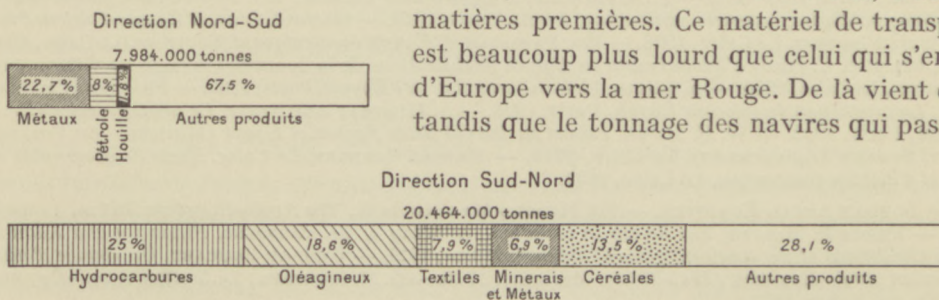 Direction Nord-Sud
7.984.000 tonnes
22,7% 8% 1,8% 67,5%
Métaux Pétrole Houille Autres produits
matières premières. Ce matériel de
est beaucoup plus lourd que celui qui
d'Europe vers la mer Rouge. De là vient
tandis que le tonnage des navires qui
Direction Sud-Nord
20.464.000 tonnes
25% 18,6% 7,9% 6,9% 13,5% 28,1%
Hydrocarbures Oléagineux Textiles Minerais et Métaux Céréales Autres produits